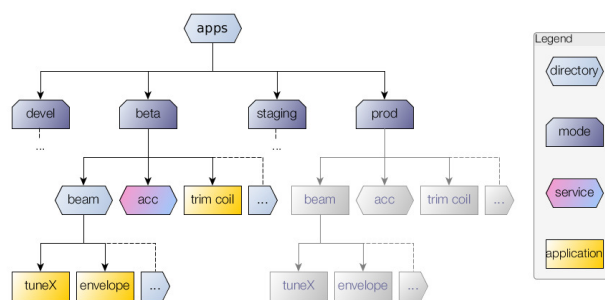 apps
Legend
directory
devel
beta
staging
prod
...
...
mode
beam
acc
trim coil
...
beam
acc
trim coil
...
service
application
tuneX
envelope
...
tuneX
envelope
...